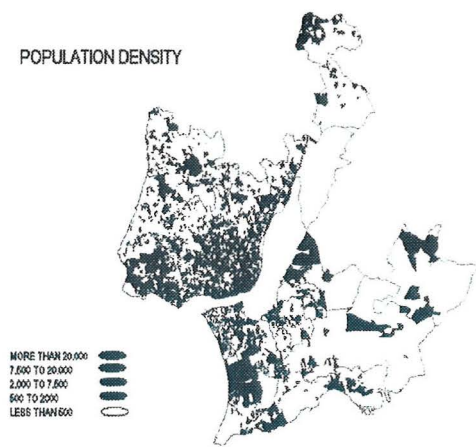 POPULATION DENSITY
MORE THAN 20,000
7,500 TO 20,000
2,000 TO 7,500
500 TO 2000
LESS THAN 500